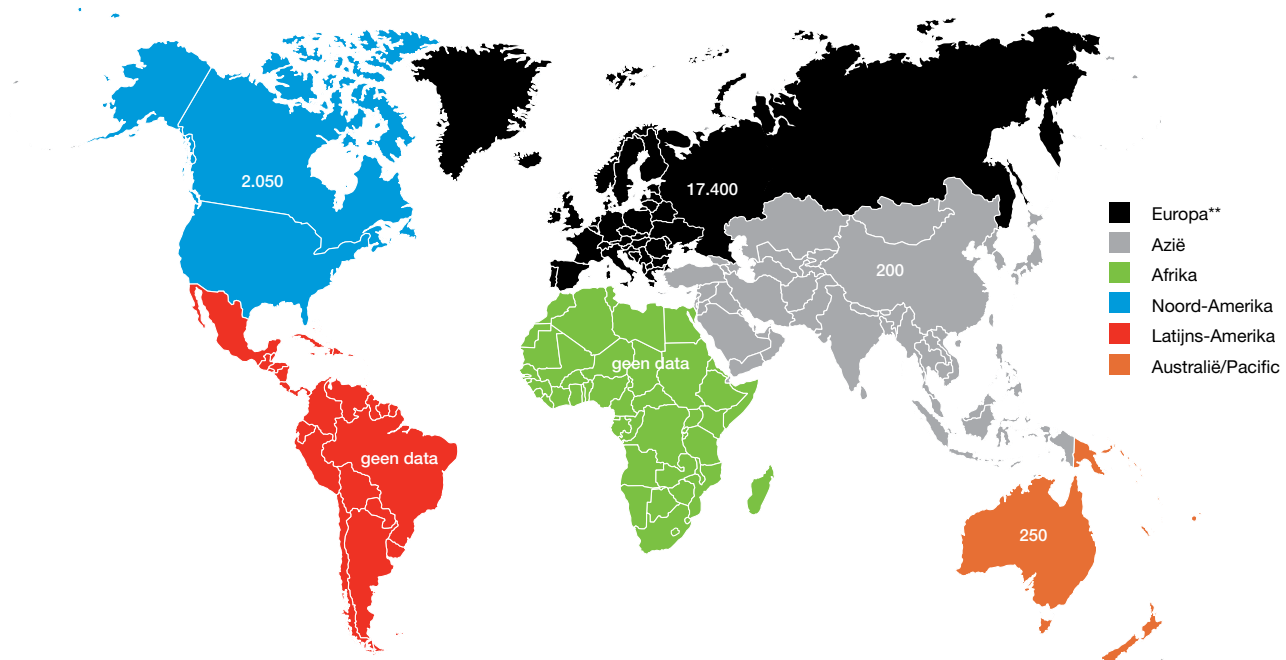 2.050
17.400
200
geen data
geen data
250
Europa**
Azië
Afrika
Noord-Amerika
Latijns-Amerika
Australië/Pacific